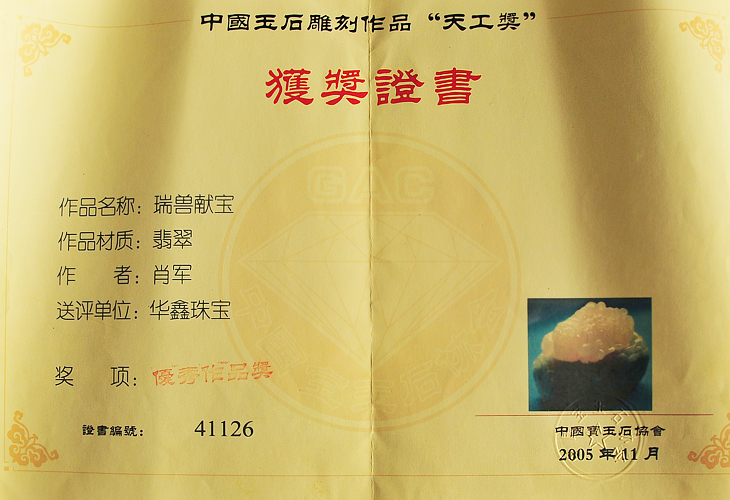 中國玉石雕刻作品“天工獎”
獲獎證書
GAC
作品名称：瑞兽献宝
作品材质：翡翠
作 者：肖军
送评单位：华鑫珠宝
奖 项：優秀作品獎
證書編號：41126
中國寶玉石協會
2005 年 11 月